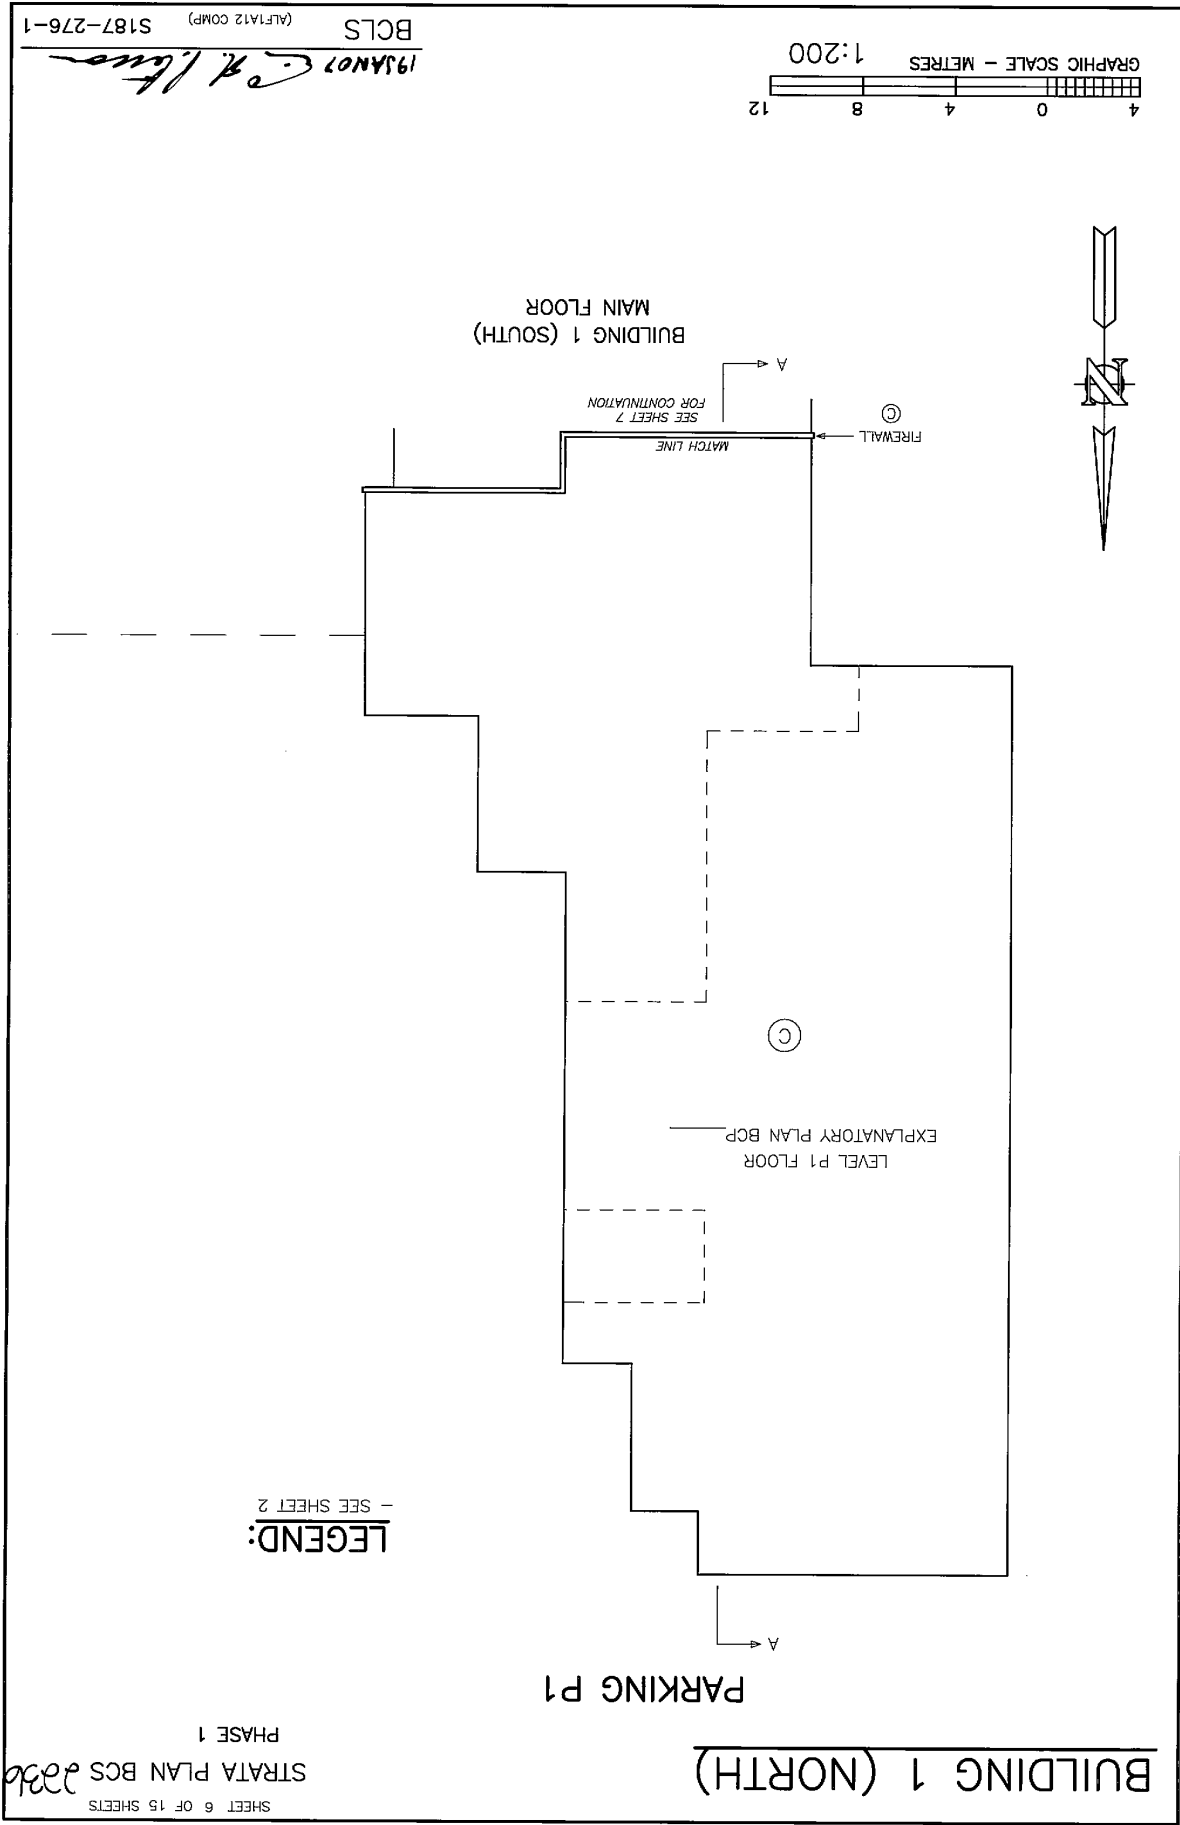 SHEET 6 OF 15 SHEETS
STRATA PLAN BCS 2236
PHASE 1
BUILDING 1 (NORTH)
PARKING P1
A
LEGEND:
- SEE SHEET 2
LEVEL P1 FLOOR
EXPLANATORY PLAN BCP
C
N
FIREWALL
C
MATCH LINE
SEE SHEET 7
FOR CONTINUATION
A
BUILDING 1 (SOUTH)
MAIN FLOOR
4 0 4 8 12
GRAPHIC SCALE - METRES 1:200
19JAN07
BCLS (ALF1A12 COMP) S187-276-1